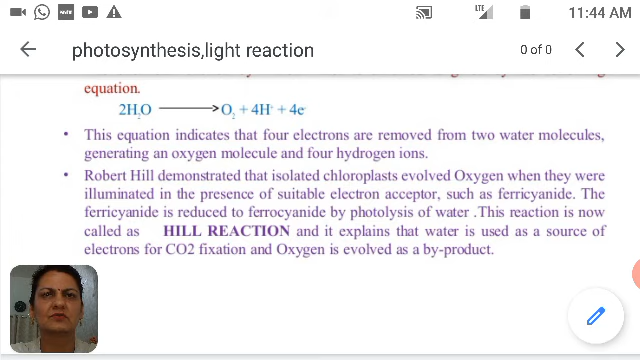 LTE 11:44 AM
photosynthesis,light reaction 0 of 0
equation.
2H₂O ⟶ O₂ + 4H⁺ + 4e⁻
• This equation indicates that four electrons are removed from two water molecules,
generating an oxygen molecule and four hydrogen ions.
• Robert Hill demonstrated that isolated chloroplasts evolved Oxygen when they were
illuminated in the presence of suitable electron acceptor, such as ferricyanide. The
ferricyanide is reduced to ferrocyanide by photolysis of water .This reaction is now
called as HILL REACTION and it explains that water is used as a source of
electrons for CO2 fixation and Oxygen is evolved as a by-product.